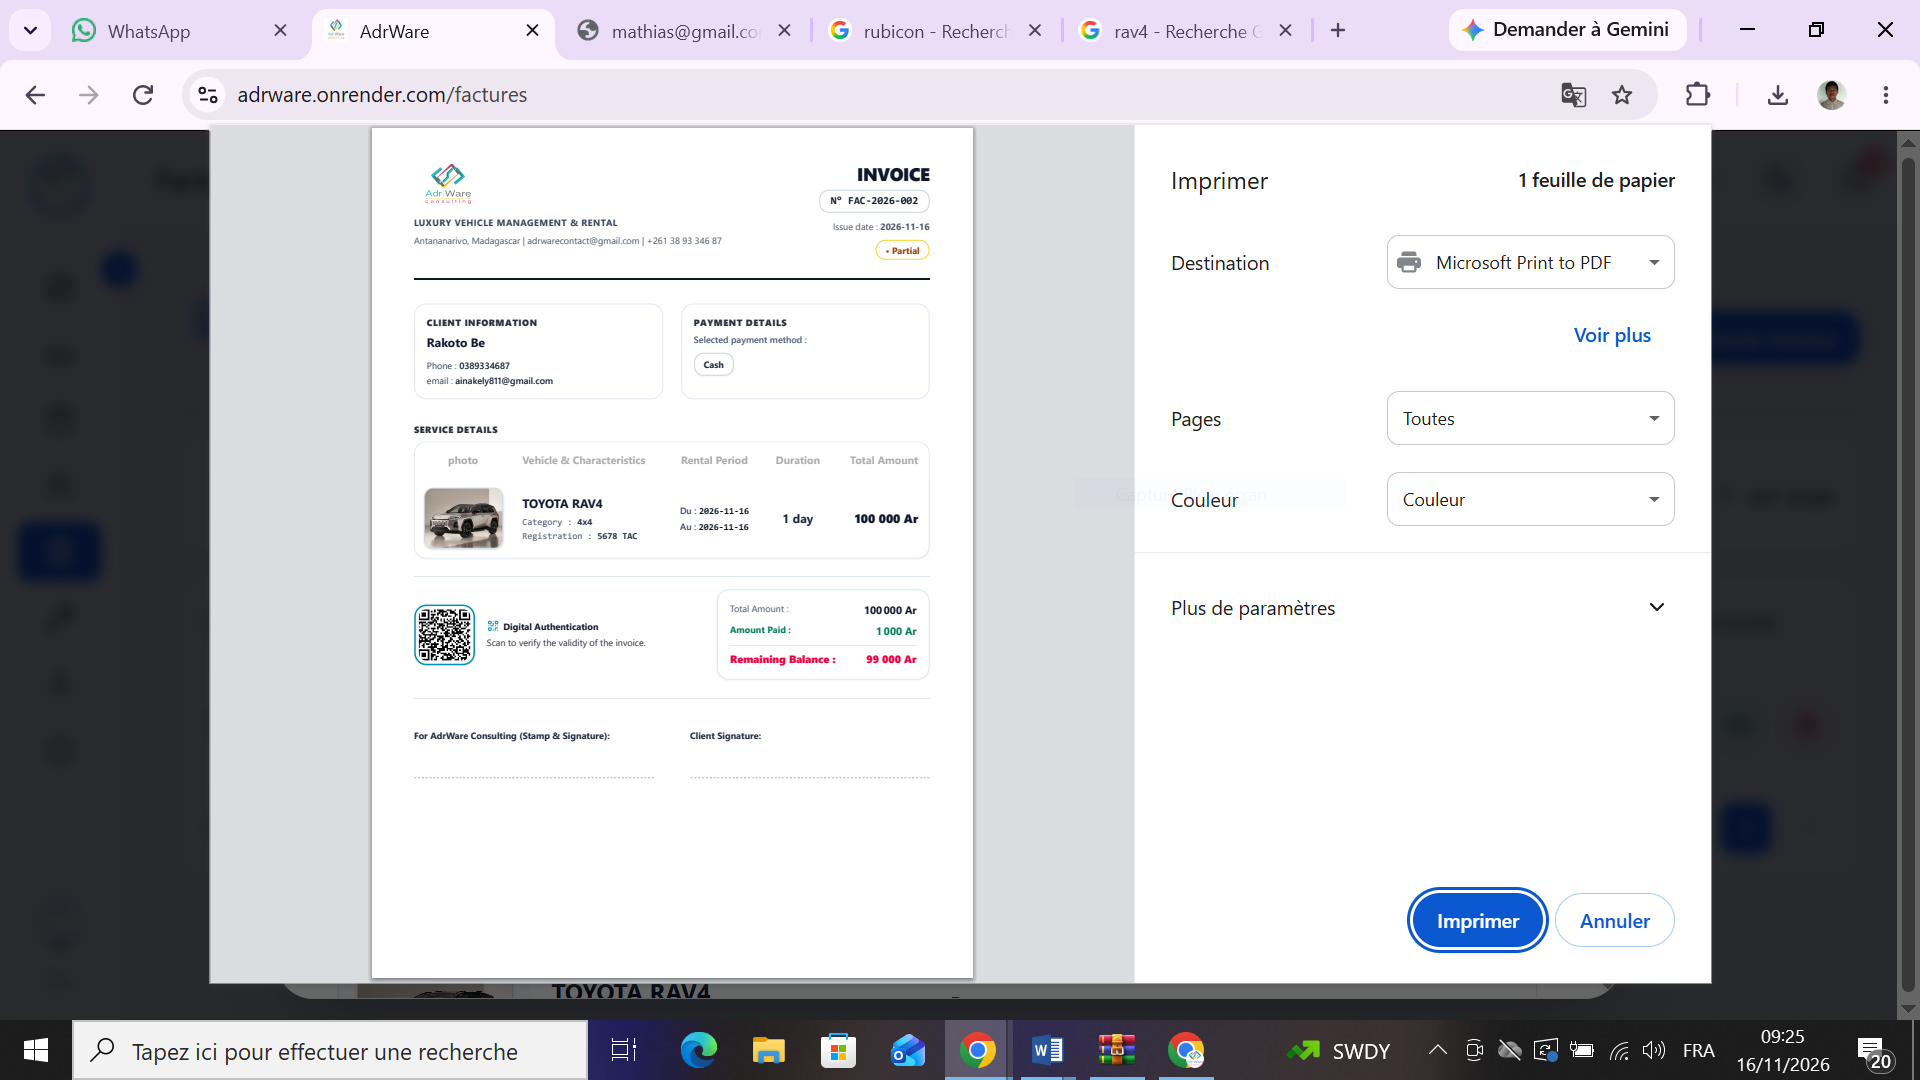 WhatsApp
AdrWare
mathias@gmail.co
rubicon - Recherch
rav4 - Recherche G
Demander à Gemini
adrware.onrender.com/factures
AdrWare
consulting
LUXURY VEHICLE MANAGEMENT & RENTAL
Antananarivo, Madagascar | adrwarecontact@gmail.com | +261 38 93 346 87
INVOICE
N° FAC-2026-002
Issue date : 2026-11-16
• Partial
CLIENT INFORMATION
Rakoto Be
Phone : 0389334687
email : ainakely811@gmail.com
PAYMENT DETAILS
Selected payment method :
Cash
SERVICE DETAILS
photo Vehicle & Characteristics Rental Period Duration Total Amount
TOYOTA RAV4
Category : 4x4
Registration : 5678 TAC
Du : 2026-11-16
Au : 2026-11-16
1 day
100 000 Ar
Digital Authentication
Scan to verify the validity of the invoice.
Total Amount : 100 000 Ar
Amount Paid : 1 000 Ar
Remaining Balance : 99 000 Ar
For AdrWare Consulting (Stamp & Signature):
Client Signature:
Imprimer
1 feuille de papier
Destination
Microsoft Print to PDF
Voir plus
Pages
Toutes
Couleur
Couleur
Plus de paramètres
Imprimer
Annuler
TOYOTA RAV4
Tapez ici pour effectuer une recherche
SWDY
FRA
09:25
16/11/2026
20